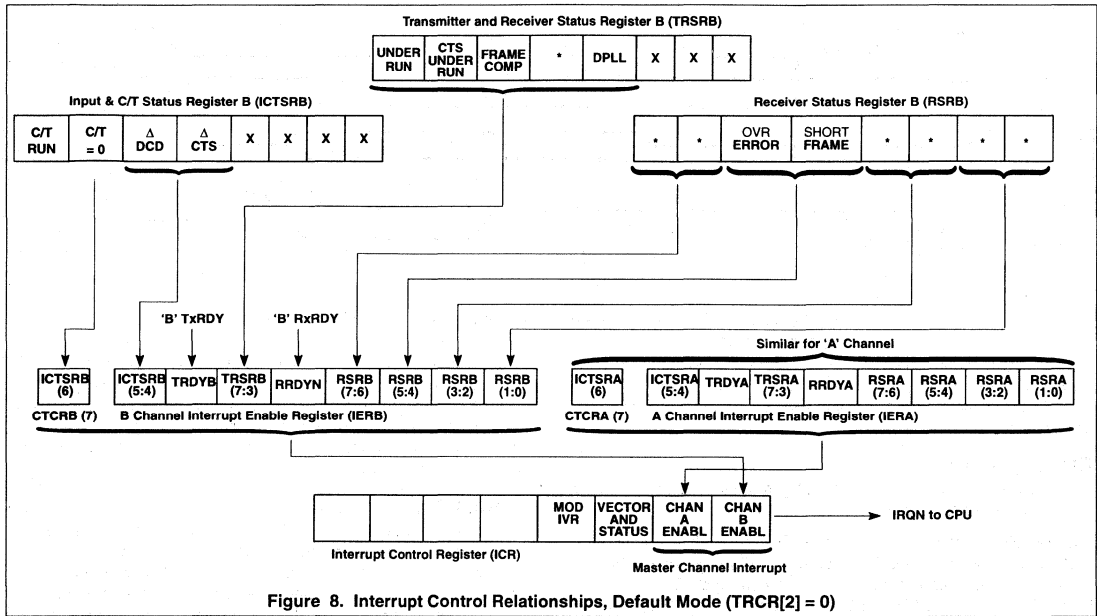 Transmitter and Receiver Status Register B (TRSRB)
UNDER RUN
CTS UNDER RUN
FRAME COMP
*
DPLL
X
X
X
Input & C/T Status Register B (ICTSRB)
C/T RUN
C/T = 0
Δ DCD
Δ CTS
X
X
X
X
Receiver Status Register B (RSRB)
*
*
OVR ERROR
SHORT FRAME
*
*
*
*
'B' TxRDY
'B' RxRDY
ICTSRB (6)
ICTSRB (5:4)
TRDYB
TRSRB (7:3)
RRDYN
RSRB (7:6)
RSRB (5:4)
RSRB (3:2)
RSRB (1:0)
CTCRB (7)
B Channel Interrupt Enable Register (IERB)
Similar for 'A' Channel
ICTSRA (6)
ICTSRA (5:4)
TRDYA
TRSRA (7:3)
RRDYA
RSRA (7:6)
RSRA (5:4)
RSRA (3:2)
RSRA (1:0)
CTCRA (7)
A Channel Interrupt Enable Register (IERA)
MOD IVR
VECTOR AND STATUS
CHAN A ENABL
CHAN B ENABL
IRQN to CPU
Interrupt Control Register (ICR)
Master Channel Interrupt
Figure 8. Interrupt Control Relationships, Default Mode (TRCR[2] = 0)